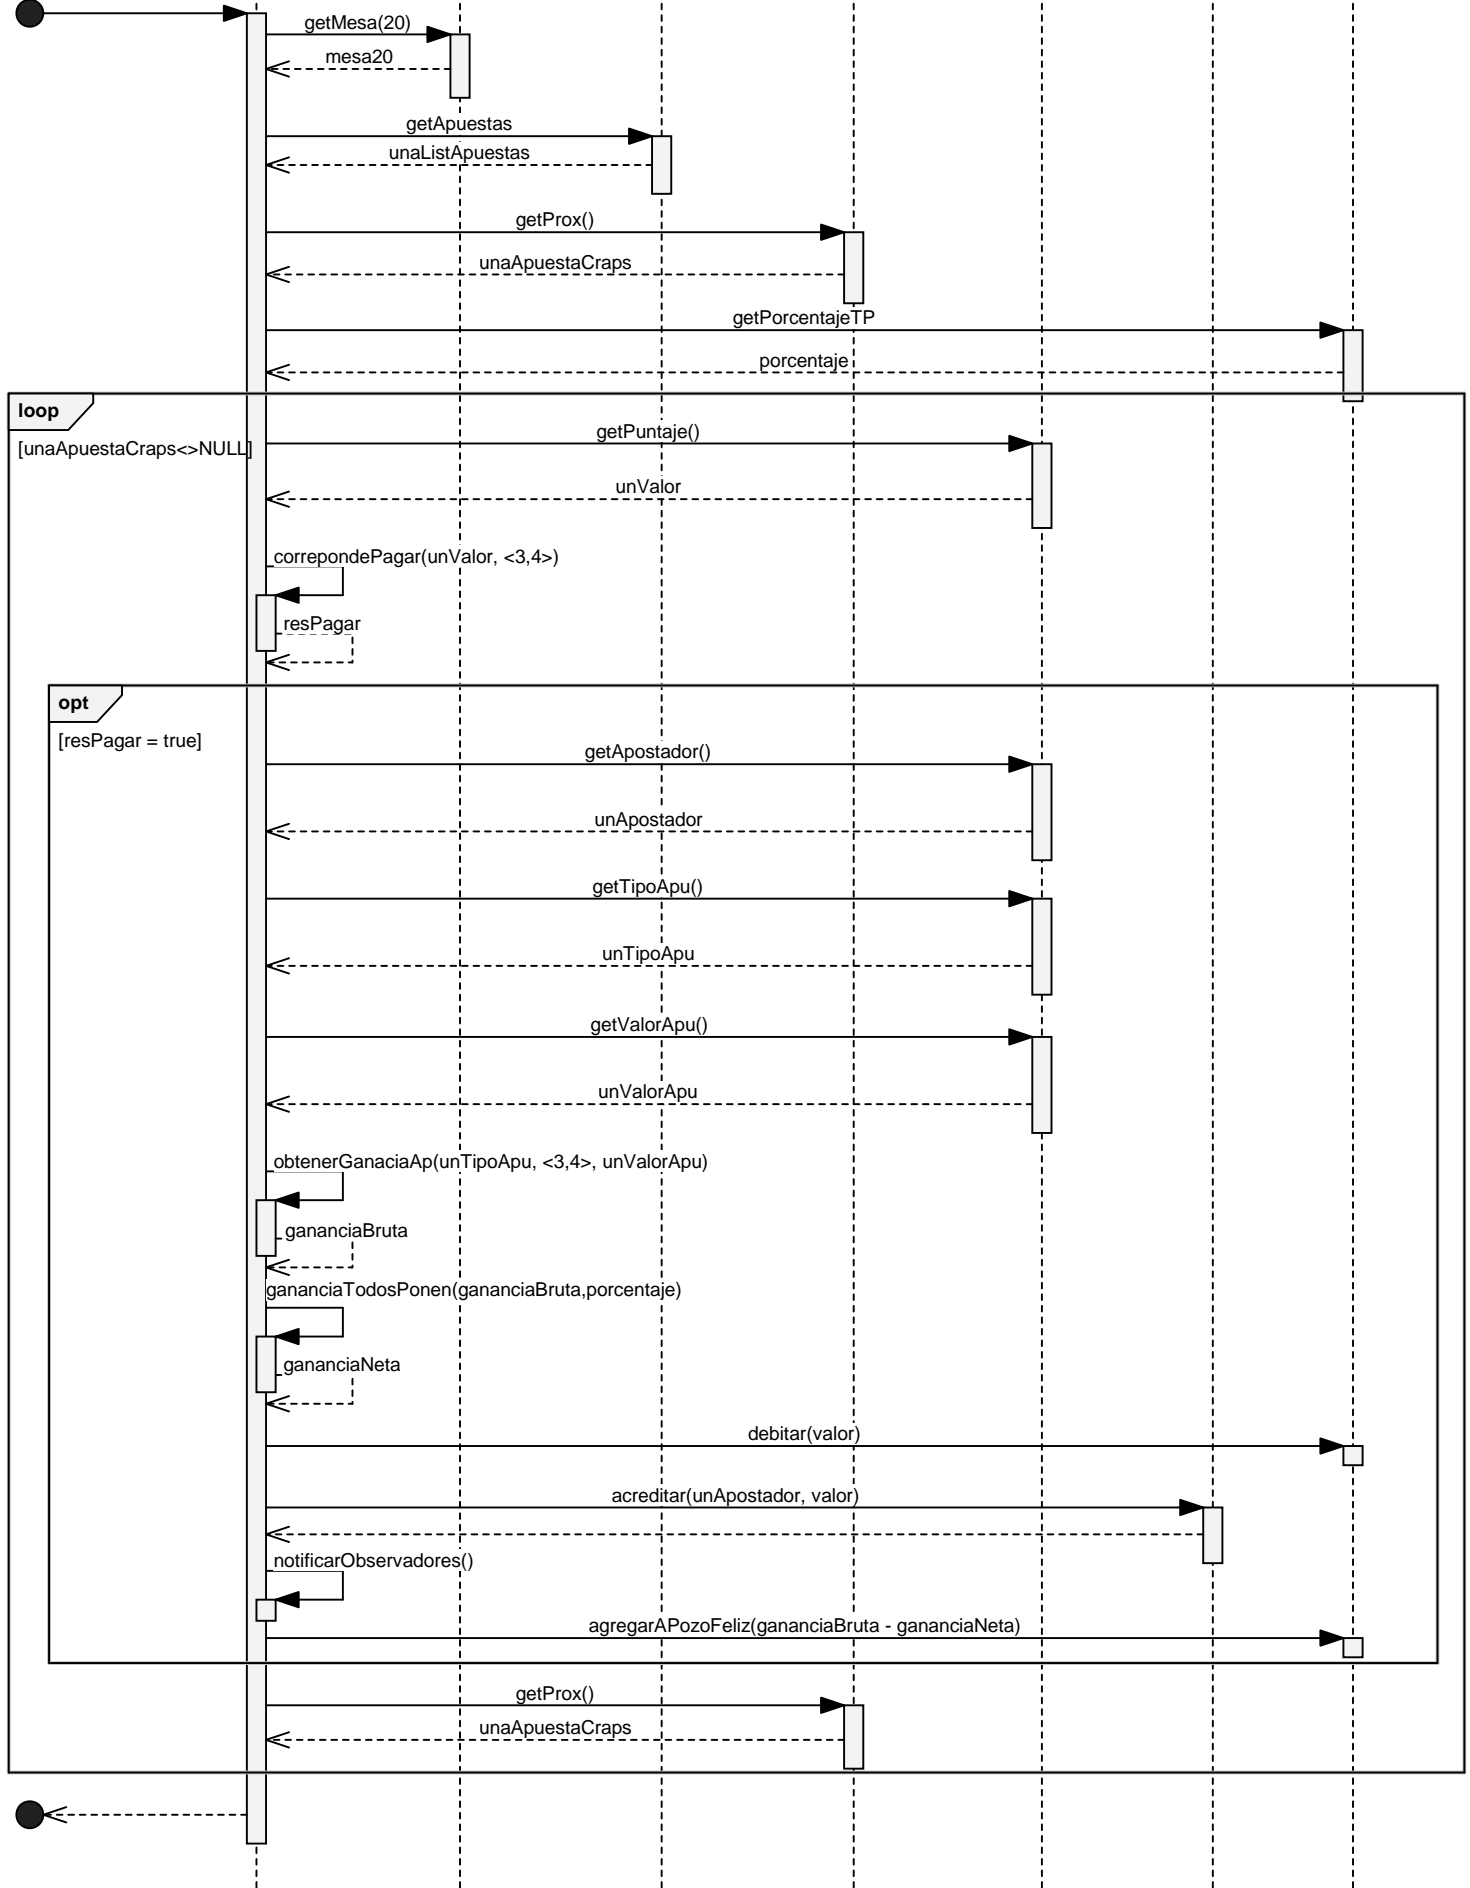 getMesa(20)
mesa20
getApuestas
unaListApuestas
getProx()
unaApuestaCraps
getPorcentajeTP
porcentaje
loop
[unaApuestaCraps<>NULL]
getPuntaje()
unValor
correpondePagar(unValor, <3,4>)
resPagar
opt
[resPagar = true]
getApostador()
unApostador
getTipoApu()
unTipoApu
getValorApu()
unValorApu
obtenerGanaciaAp(unTipoApu, <3,4>, unValorApu)
gananciaBruta
gananciaTodosPonen(gananciaBruta,porcentaje)
gananciaNeta
debitar(valor)
acreditar(unApostador, valor)
notificarObservadores()
agregarAPozoFeliz(gananciaBruta - gananciaNeta)
getProx()
unaApuestaCraps